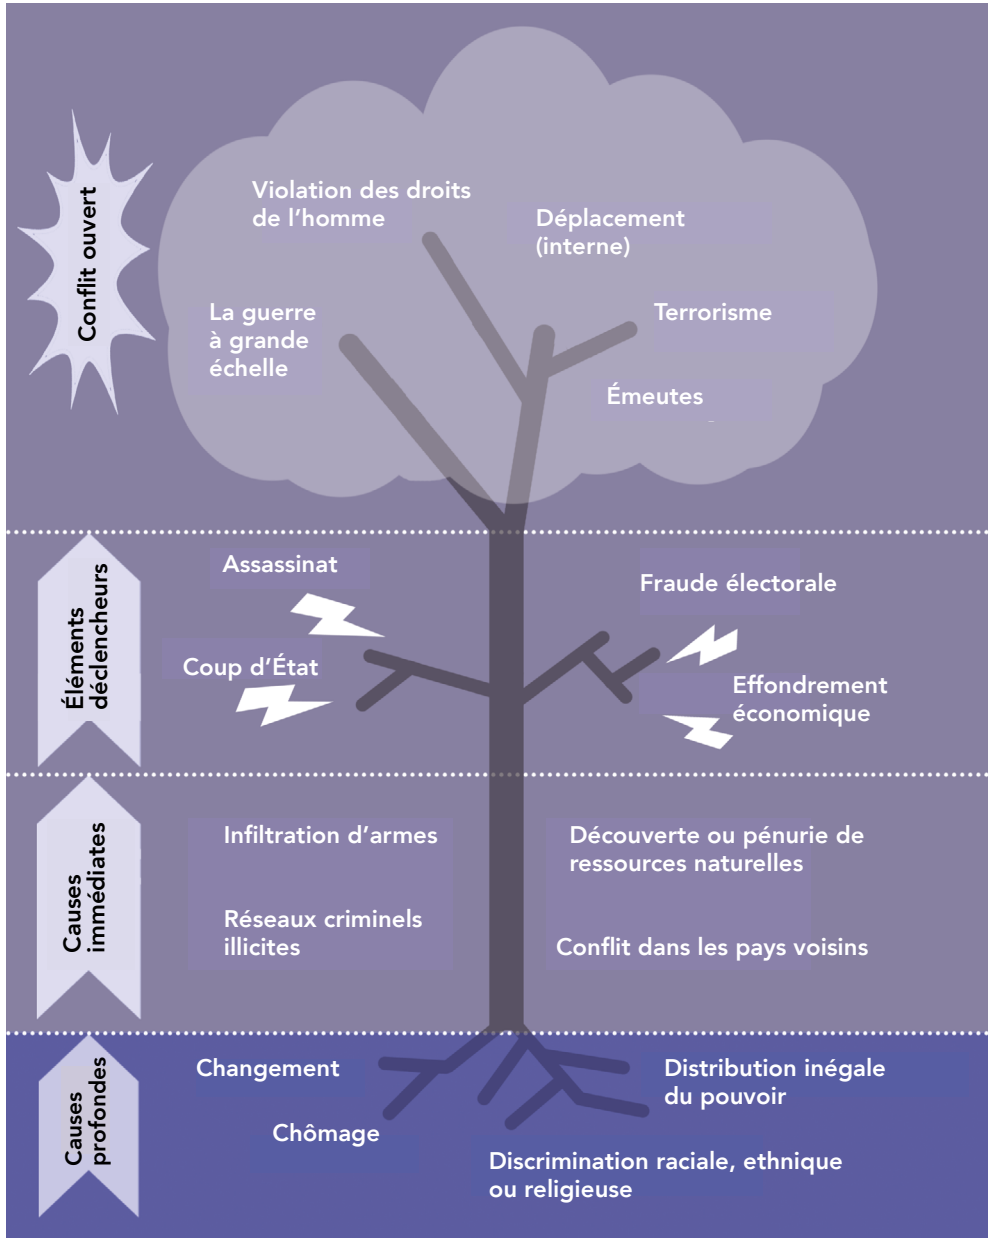 Conflit ouvert
Violation des droits
de l'homme
Déplacement
(interne)
La guerre
à grande
échelle
Terrorisme
Émeutes
Éléments
déclencheurs
Assassinat
Fraude électorale
Coup d'État
Effondrement
économique
Causes
immédiates
Infiltration d'armes
Découverte ou pénurie de
ressources naturelles
Réseaux criminels
illicites
Conflit dans les pays voisins
Causes
profondes
Changement
Distribution inégale
du pouvoir
Chômage
Discrimination raciale, ethnique
ou religieuse